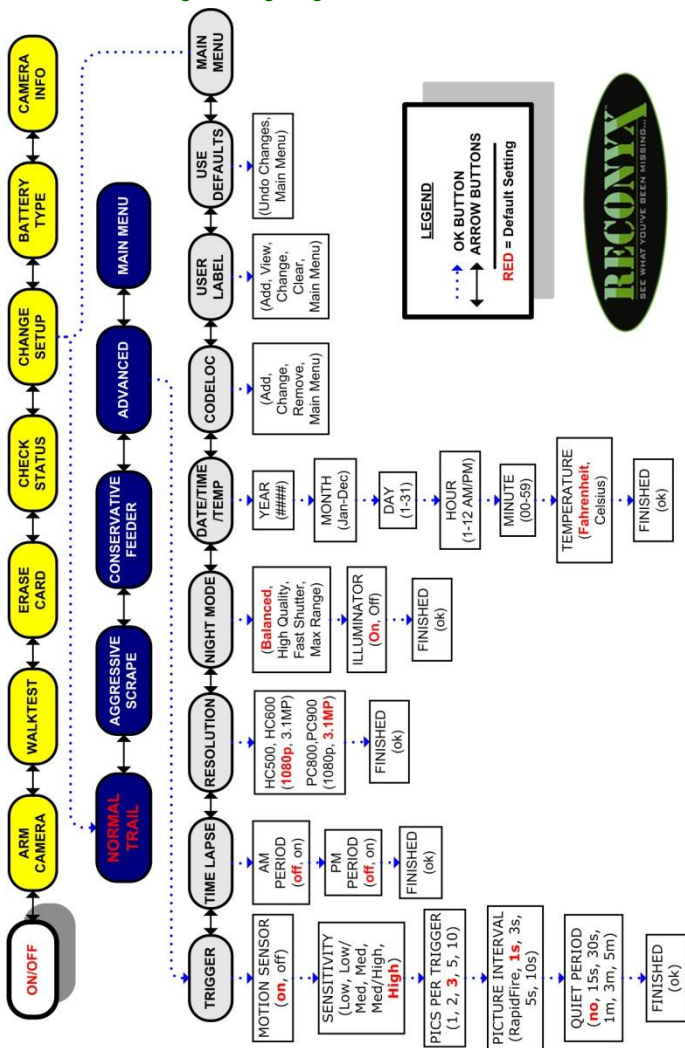 ON/OFF
ARM
CAMERA
WALKTEST
ERASE
CARD
CHECK
STATUS
CHANGE
SETUP
BATTERY
TYPE
CAMERA
INFO
NORMAL
TRAIL
AGGRESSIVE
SCRAPE
CONSERVATIVE
FEEDER
ADVANCED
MAIN MENU
TRIGGER
TIME LAPSE
RESOLUTION
NIGHT MODE
DATE/TIME
/TEMP
CODELOC
USER
LABEL
USE
DEFAULTS
MAIN
MENU
MOTION SENSOR
(on, off)
SENSITIVITY
(Low, Low/
Med, Med,
Med/High,
High)
PICS PER TRIGGER
(1, 2, 3, 5, 10)
PICTURE INTERVAL
(RapidFire, 1s, 3s,
5s, 10s)
QUIET PERIOD
(no, 15s, 30s,
1m, 3m, 5m)
FINISHED
(ok)
AM
PERIOD
(off, on)
PM
PERIOD
(off, on)
FINISHED
(ok)
HC500, HC600
(1080p, 3.1MP)
PC800,PC900
(1080p, 3.1MP)
FINISHED
(ok)
(Balanced,
High Quality,
Fast Shutter,
Max Range)
ILLUMINATOR
(On, Off)
FINISHED
(ok)
YEAR
(####)
MONTH
(Jan-Dec)
DAY
(1-31)
HOUR
(1-12 AM/PM)
MINUTE
(00-59)
TEMPERATURE
(Fahrenheit,
Celsius)
FINISHED
(ok)
(Add,
Change,
Remove,
Main Menu)
(Add, View,
Change,
Clear,
Main Menu)
(Undo Changes,
Main Menu)
LEGEND
OK BUTTON
ARROW BUTTONS
RED = Default Setting
RECONYX
SEE WHAT YOU'VE BEEN MISSING...